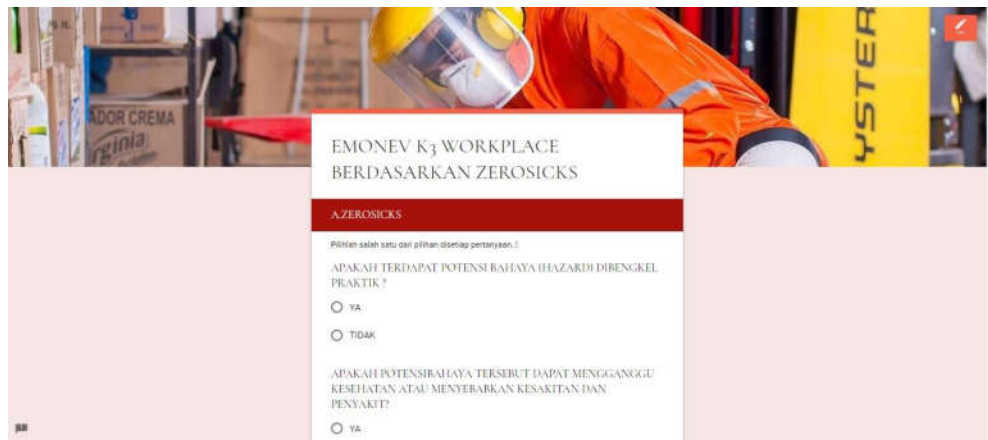 ADOR CREMA
rginia
YSTER
EMONEV K3 WORKPLACE
BERDASARKAN ZEROSICKS
A.ZEROSICKS
Pilihlah salah satu dari pilihan disetiap pertanyaan.
APAKAH TERDAPAT POTENSI BAHAYA (HAZARD) DIBENGKEL
PRAKTIK ?
YA
TIDAK
APAKAH POTENSIBAHAYA TERSEBUT DAPAT MENGGANGGU
KESEHATAN ATAU MENYEBABKAN KESAKITAN DAN
PENYAKIT?
YA